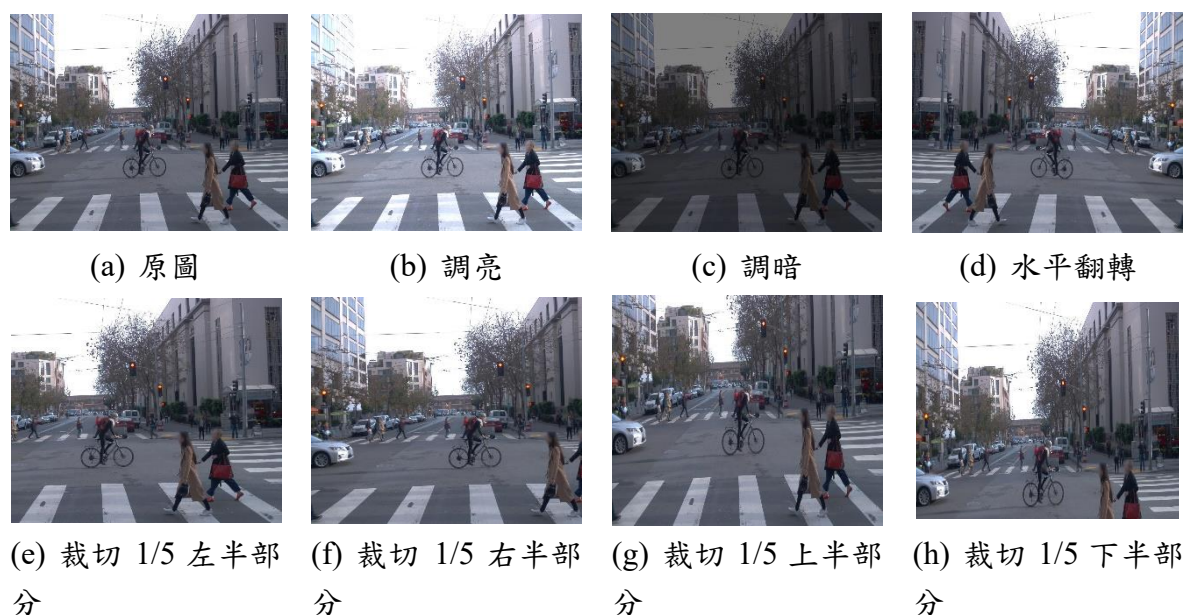 (a) 原圖
(b) 調亮
(c) 調暗
(d) 水平翻轉
(e) 裁切 1/5 左半部
分
(f) 裁切 1/5 右半部
分
(g) 裁切 1/5 上半部
分
(h) 裁切 1/5 下半部
分